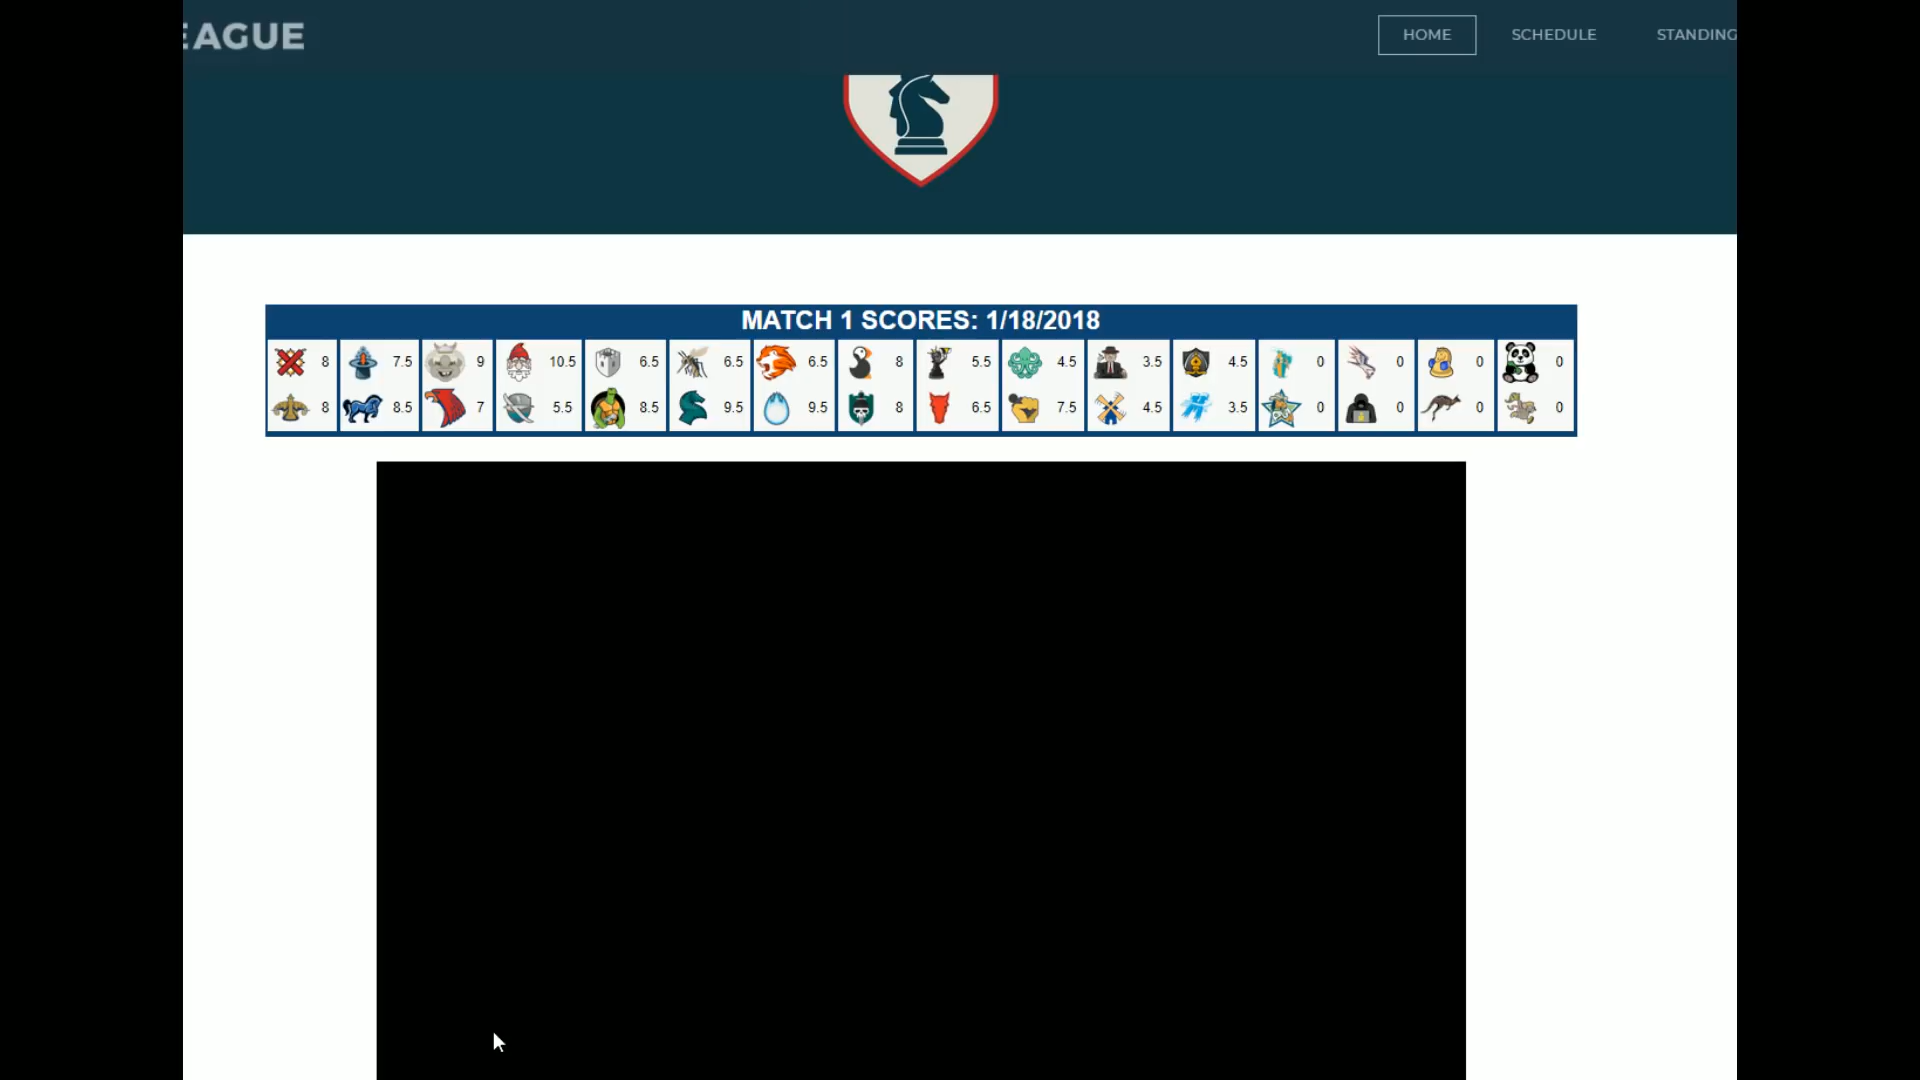 EAGUE
HOME SCHEDULE STANDING
MATCH 1 SCORES: 1/18/2018
8 7.5 9 10.5 6.5 6.5 6.5 8 5.5 4.5 3.5 4.5 0 0 0 0
8 8.5 7 5.5 8.5 9.5 9.5 8 6.5 7.5 4.5 3.5 0 0 0 0